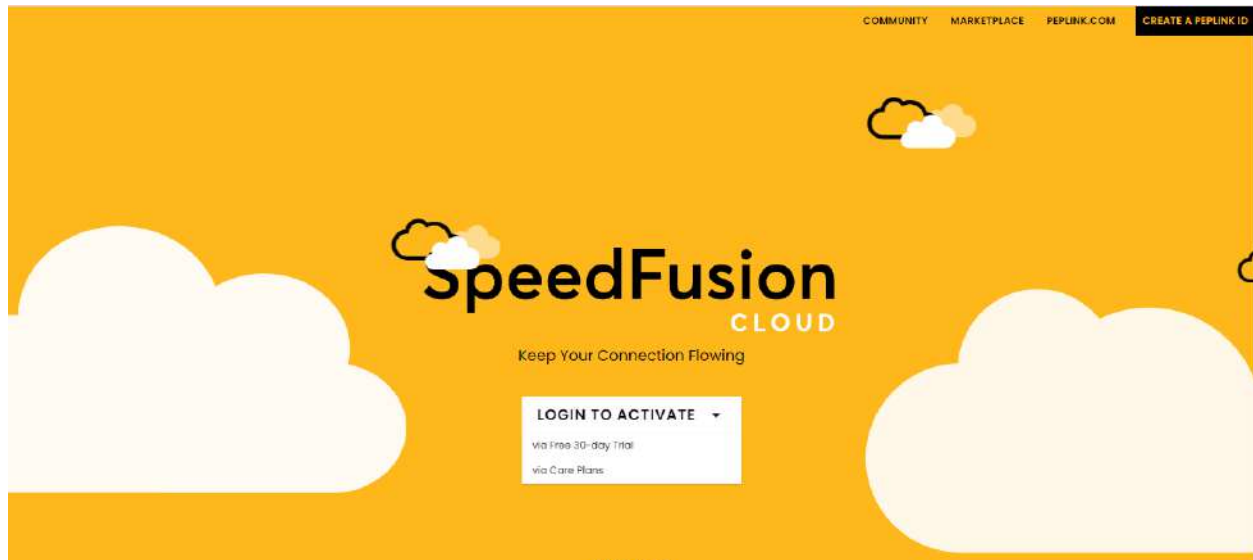 COMMUNITY MARKETPLACE PEPLINK.COM CREATE A PEPLINK ID
SpeedFusion
CLOUD
Keep Your Connection Flowing
LOGIN TO ACTIVATE
via Free 30-day Trial
via Care Plans